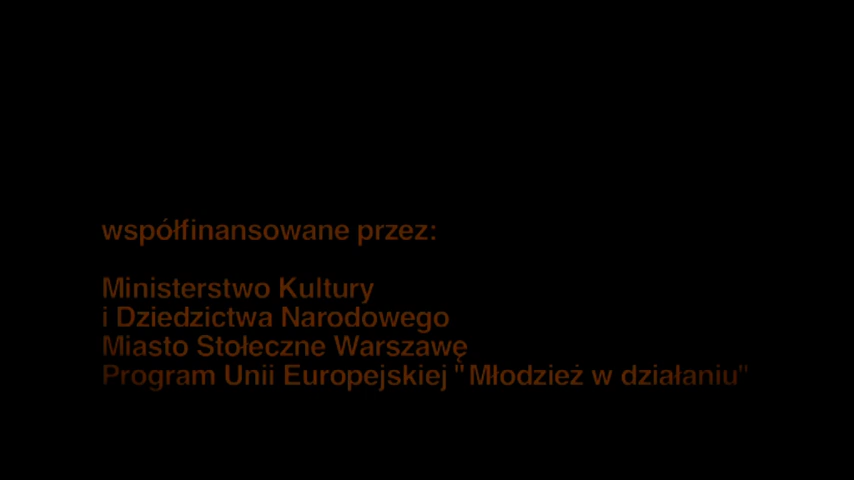 współfinansowane przez:
Ministerstwo Kultury
i Dziedzictwa Narodowego
Miasto Stołeczne Warszawę
Program Unii Europejskiej "Młodzież w działaniu"